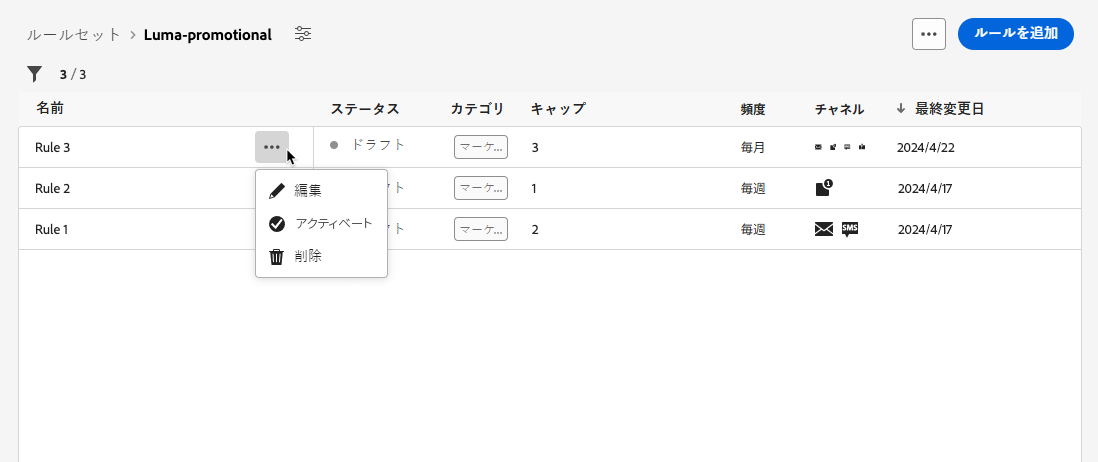 ルールセット > Luma-promotional
ルールを追加
3 / 3
名前 ステータス カテゴリ キャップ 頻度 チャネル ↓ 最終変更日
Rule 3 ドラフト マーケ... 3 毎月 2024/4/22
Rule 2 ト マーケ... 1 毎週 1 2024/4/17
Rule 1 ト マーケ... 2 毎週 SMS 2024/4/17
編集
アクティベート
削除